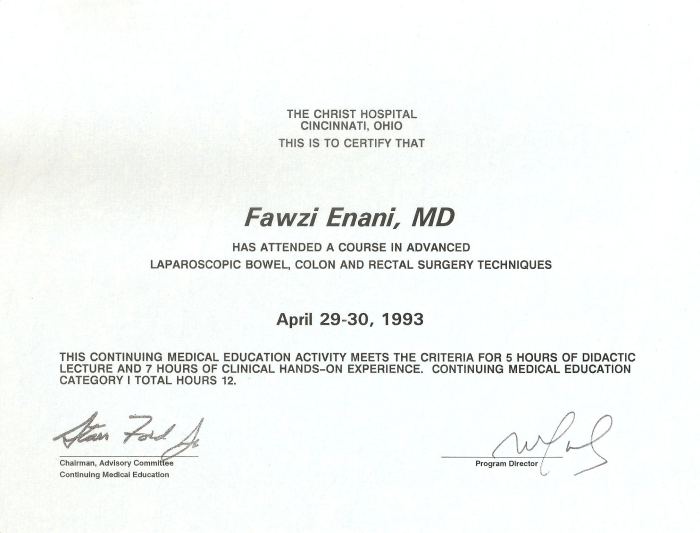 THE CHRIST HOSPITAL
CINCINNATI, OHIO
THIS IS TO CERTIFY THAT
Fawzi Enani, MD
HAS ATTENDED A COURSE IN ADVANCED
LAPAROSCOPIC BOWEL, COLON AND RECTAL SURGERY TECHNIQUES
April 29-30, 1993
THIS CONTINUING MEDICAL EDUCATION ACTIVITY MEETS THE CRITERIA FOR 5 HOURS OF DIDACTIC
LECTURE AND 7 HOURS OF CLINICAL HANDS-ON EXPERIENCE. CONTINUING MEDICAL EDUCATION
CATEGORY I TOTAL HOURS 12.
Starr Ford Jr
Chairman, Advisory Committee
Continuing Medical Education
Program Director